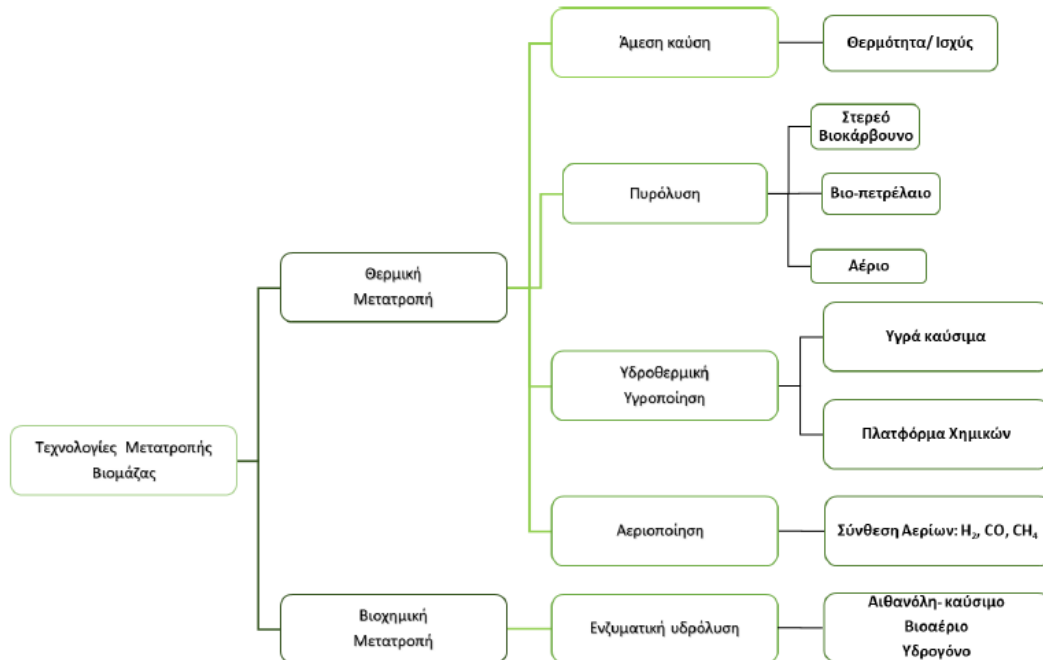 Άμεση καύση
Θερμότητα/ Ισχύς
Στερεό
Βιοκάρβουνο
Πυρόλυση
Βιο-πετρέλαιο
Αέριο
Θερμική
Μετατροπή
Υγρά καύσιμα
Υδροθερμική
Υγροποίηση
Πλατφόρμα Χημικών
Τεχνολογίες Μετατροπής
Βιομάζας
Αεριοποίηση
Σύνθεση Αερίων: H₂, CO, CH₄
Βιοχημική
Μετατροπή
Ενζυματική υδρόλυση
Αιθανόλη- καύσιμο
Βιοαέριο
Υδρογόνο